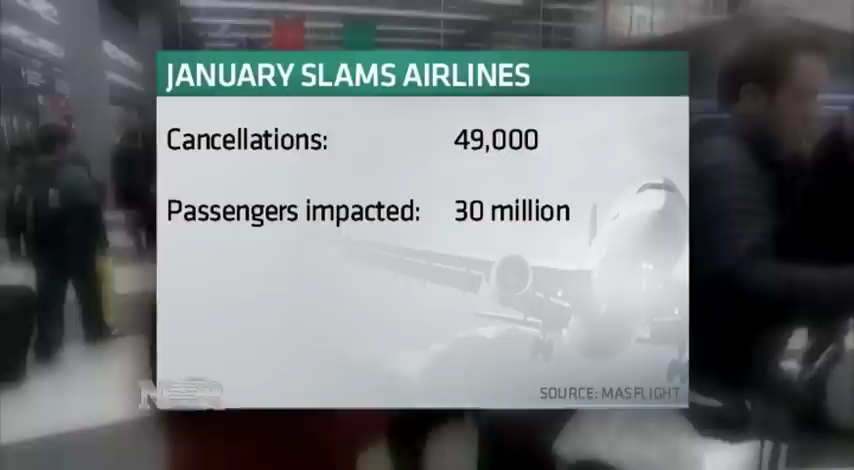 JANUARY SLAMS AIRLINES
Cancellations: 49,000
Passengers impacted: 30 million
SOURCE: MASFLIGHT